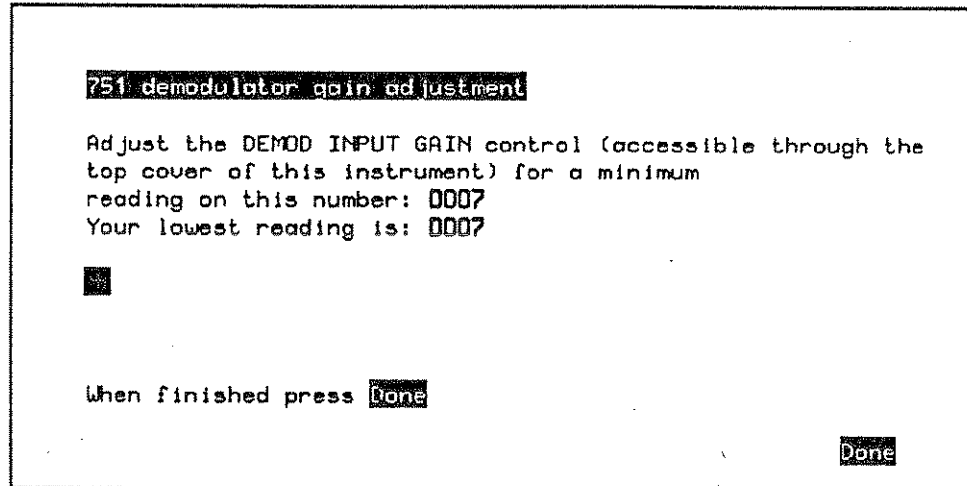 751 demodulator gain adjustment
Adjust the DEMOD INPUT GAIN control (accessible through the
top cover of this instrument) for a minimum
reading on this number: 0007
Your lowest reading is: 0007
When finished press Done
Done